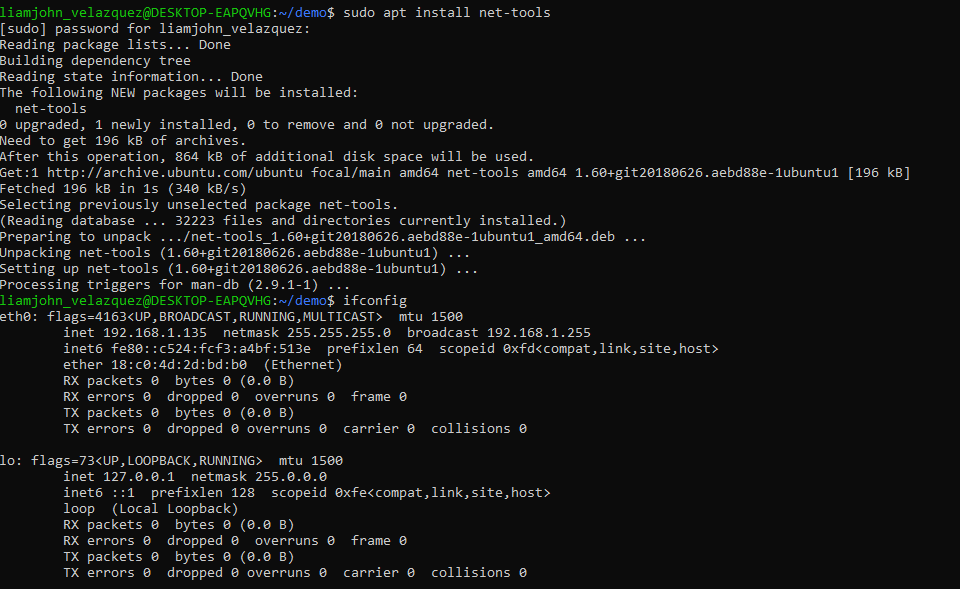 liamjohn_velazquez@DESKTOP-EAPQVHG:~/demo$ sudo apt install net-tools
[sudo] password for liamjohn_velazquez:
Reading package lists... Done
Building dependency tree
Reading state information... Done
The following NEW packages will be installed:
  net-tools
0 upgraded, 1 newly installed, 0 to remove and 0 not upgraded.
Need to get 196 kB of archives.
After this operation, 864 kB of additional disk space will be used.
Get:1 http://archive.ubuntu.com/ubuntu focal/main amd64 net-tools amd64 1.60+git20180626.aebd88e-1ubuntu1 [196 kB]
Fetched 196 kB in 1s (340 kB/s)
Selecting previously unselected package net-tools.
(Reading database ... 32223 files and directories currently installed.)
Preparing to unpack .../net-tools_1.60+git20180626.aebd88e-1ubuntu1_amd64.deb ...
Unpacking net-tools (1.60+git20180626.aebd88e-1ubuntu1) ...
Setting up net-tools (1.60+git20180626.aebd88e-1ubuntu1) ...
Processing triggers for man-db (2.9.1-1) ...
liamjohn_velazquez@DESKTOP-EAPQVHG:~/demo$ ifconfig
eth0: flags=4163<UP,BROADCAST,RUNNING,MULTICAST>  mtu 1500
        inet 192.168.1.135  netmask 255.255.255.0  broadcast 192.168.1.255
        inet6 fe80::c524:fcf3:a4bf:513e  prefixlen 64  scopeid 0xfd<compat,link,site,host>
        ether 18:c0:4d:2d:bd:b0  (Ethernet)
        RX packets 0  bytes 0 (0.0 B)
        RX errors 0  dropped 0  overruns 0  frame 0
        TX packets 0  bytes 0 (0.0 B)
        TX errors 0  dropped 0 overruns 0  carrier 0  collisions 0

lo: flags=73<UP,LOOPBACK,RUNNING>  mtu 1500
        inet 127.0.0.1  netmask 255.0.0.0
        inet6 ::1  prefixlen 128  scopeid 0xfe<compat,link,site,host>
        loop  (Local Loopback)
        RX packets 0  bytes 0 (0.0 B)
        RX errors 0  dropped 0  overruns 0  frame 0
        TX packets 0  bytes 0 (0.0 B)
        TX errors 0  dropped 0 overruns 0  carrier 0  collisions 0